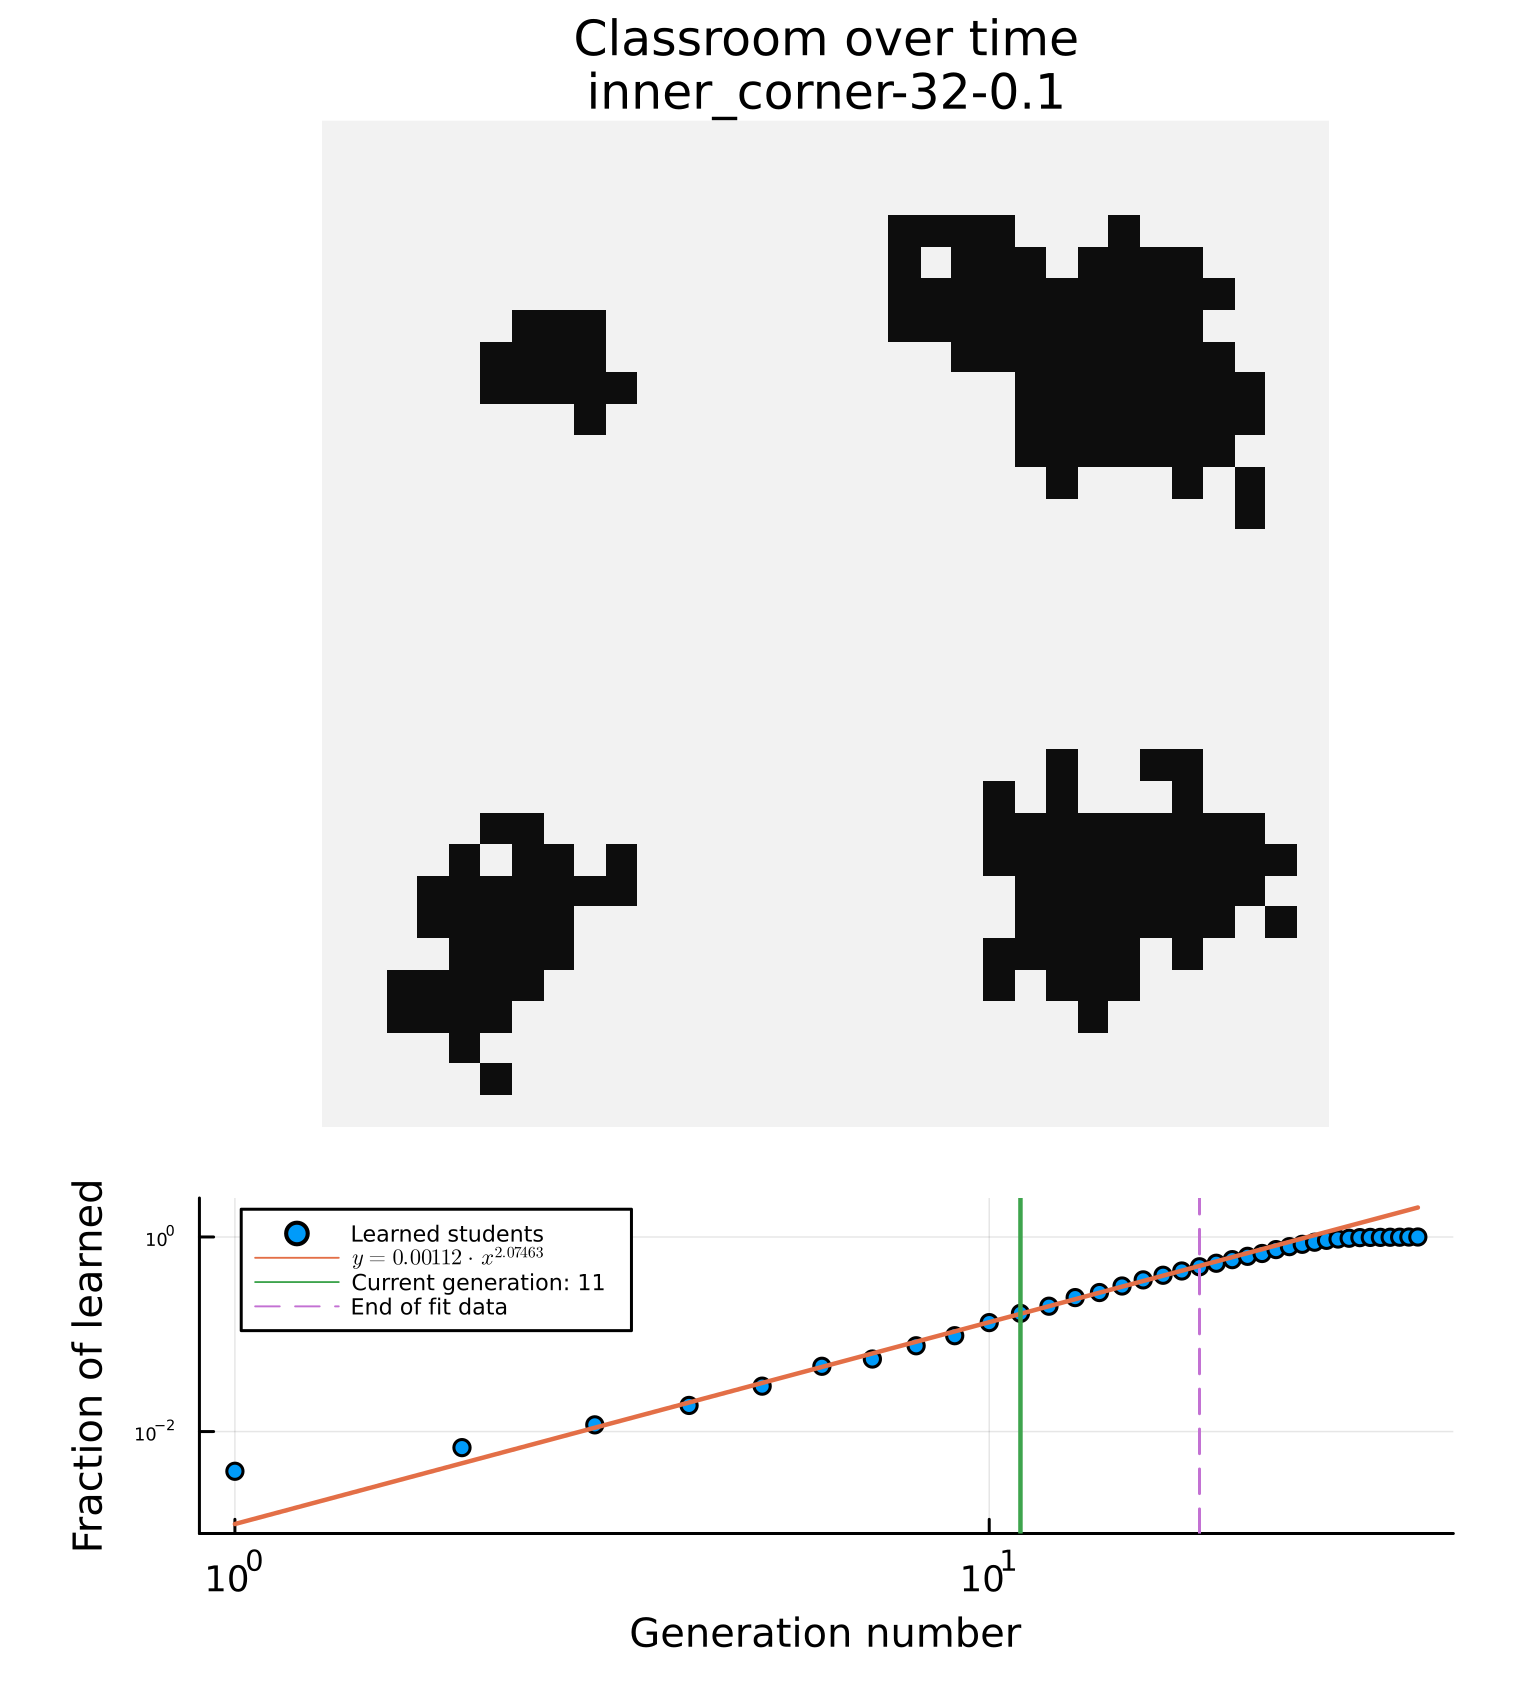 Classroom over time
inner_corner-32-0.1
Fraction of learned
10^0
10^-2
Learned students
y = 0.00112 · x^2.07463
Current generation: 11
End of fit data
10^0
10^1
Generation number